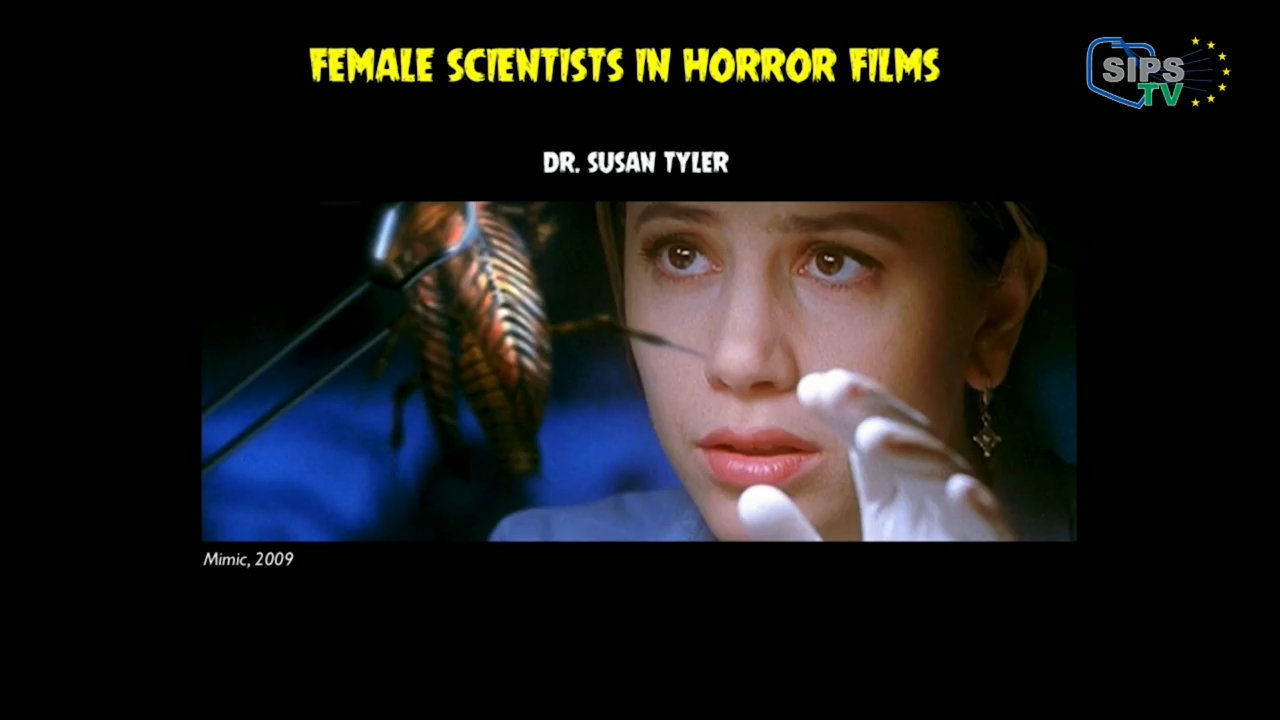 FEMALE SCIENTISTS IN HORROR FILMS
SIPS
TV
DR. SUSAN TYLER
Mimic, 2009